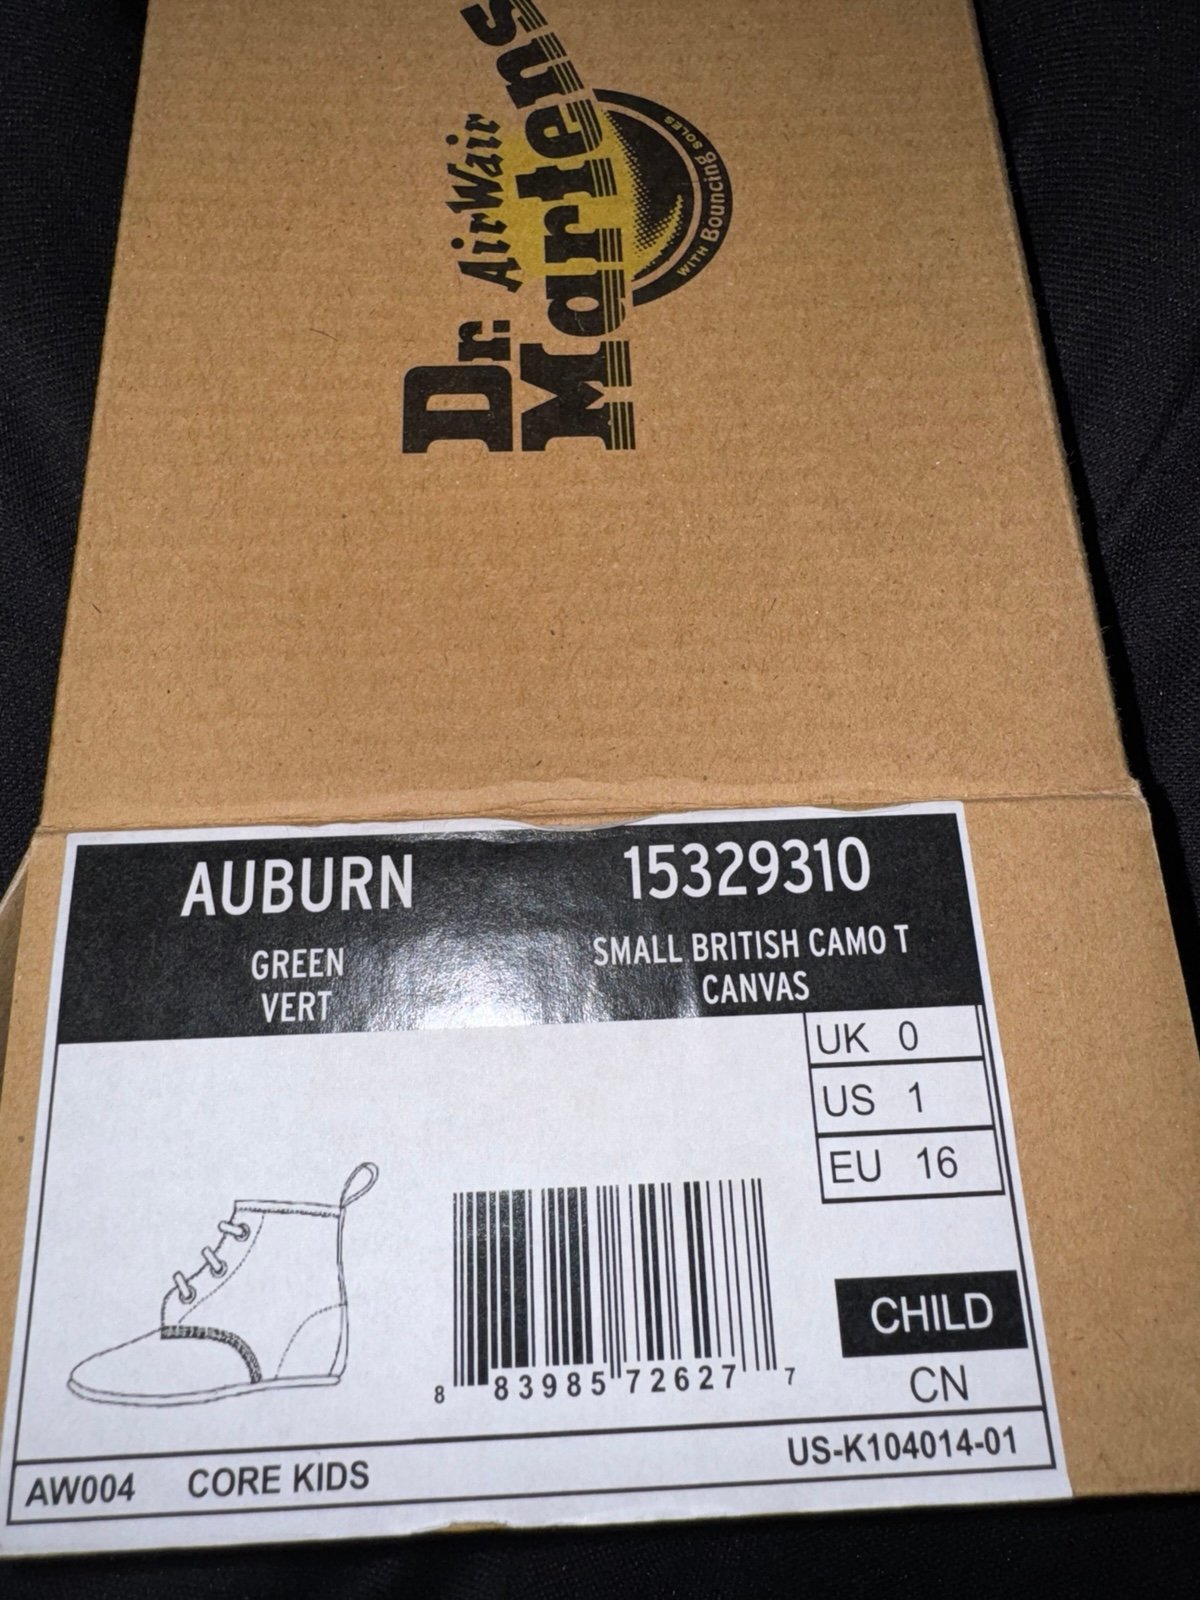 Dr. AirWair
Martens
WITH Bouncing SOLES
AUBURN
15329310
GREEN
VERT
SMALL BRITISH CAMO T
CANVAS
UK 0
US 1
EU 16
8 83985 72627 7
CHILD
CN
AW004 CORE KIDS
US-K104014-01